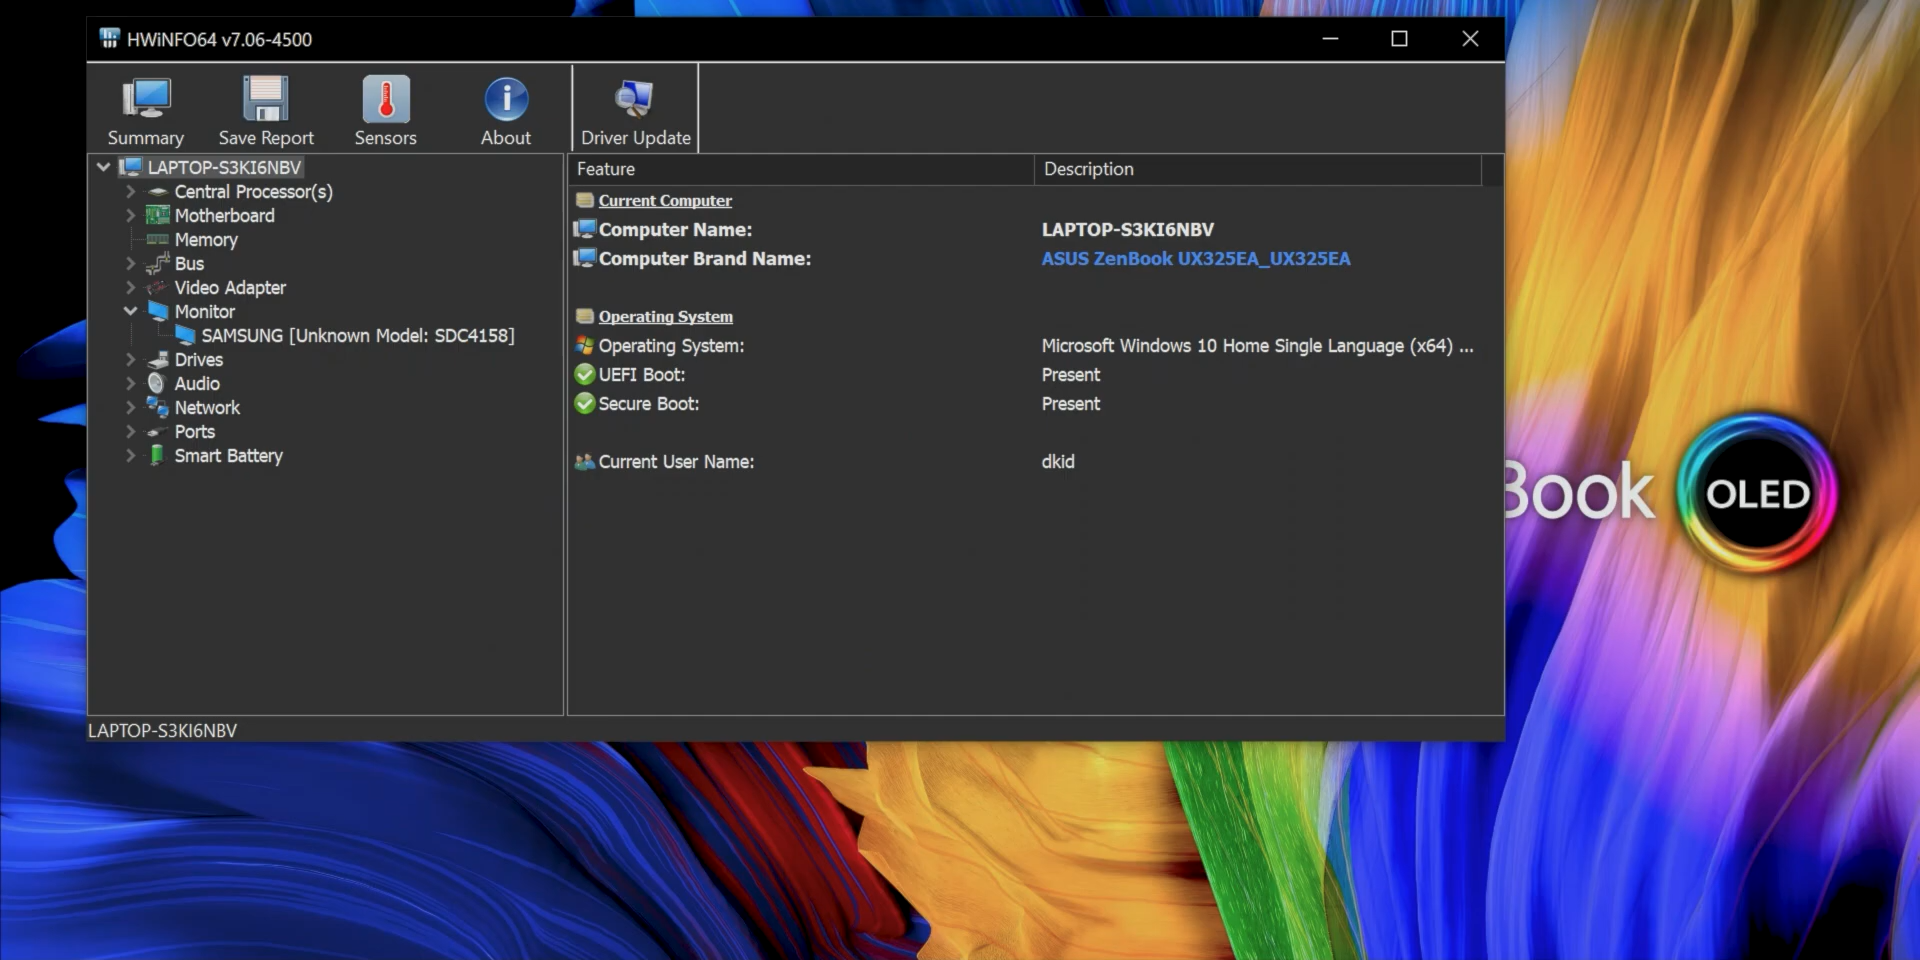 HWiNFO64 v7.06-4500
Summary
Save Report
Sensors
About
Driver Update
LAPTOP-S3KI6NBV
Central Processor(s)
Motherboard
Memory
Bus
Video Adapter
Monitor
SAMSUNG [Unknown Model: SDC4158]
Drives
Audio
Network
Ports
Smart Battery
Feature Description
Current Computer
Computer Name: LAPTOP-S3KI6NBV
Computer Brand Name: ASUS ZenBook UX325EA_UX325EA
Operating System
Operating System: Microsoft Windows 10 Home Single Language (x64) ...
UEFI Boot: Present
Secure Boot: Present
Current User Name: dkid
LAPTOP-S3KI6NBV
Book OLED